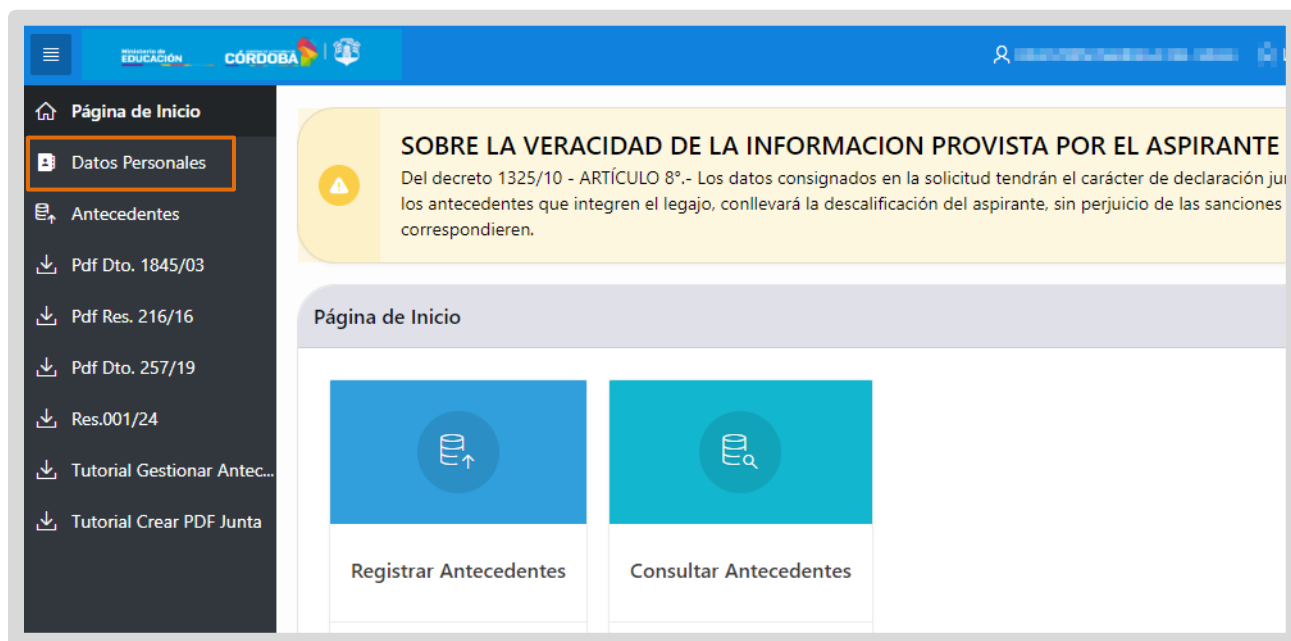 Ministerio de
EDUCACIÓN
CÓRDOBA
Página de Inicio
Datos Personales
Antecedentes
Pdf Dto. 1845/03
Pdf Res. 216/16
Pdf Dto. 257/19
Res.001/24
Tutorial Gestionar Antec...
Tutorial Crear PDF Junta
SOBRE LA VERACIDAD DE LA INFORMACION PROVISTA POR EL ASPIRANTE
Del decreto 1325/10 - ARTÍCULO 8°.- Los datos consignados en la solicitud tendrán el carácter de declaración
los antecedentes que integren el legajo, conllevará la descalificación del aspirante, sin perjuicio de las sanciones
correspondieren.
Página de Inicio
Registrar Antecedentes
Consultar Antecedentes